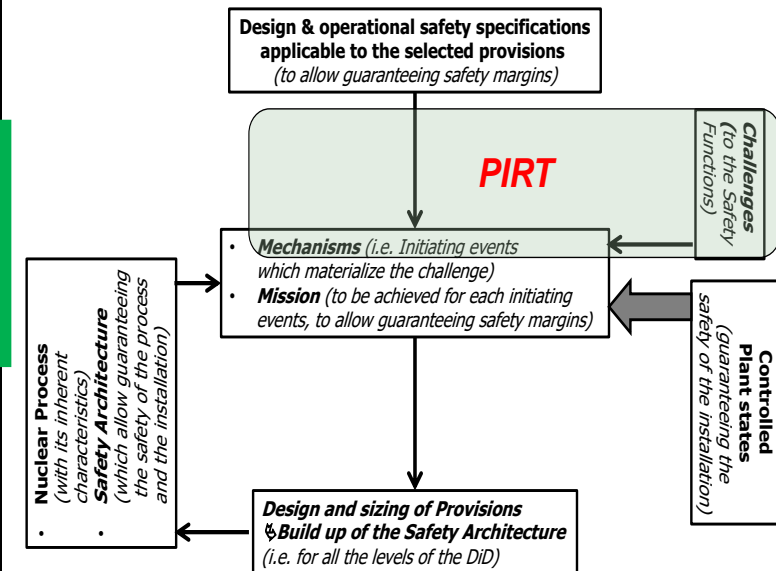 Design & operational safety specifications
applicable to the selected provisions
(to allow guaranteeing safety margins)
PIRT
Challenges
(to the Safety
Functions)
• Mechanisms (i.e. Initiating events
which materialize the challenge)
• Mission (to be achieved for each initiating
events, to allow guaranteeing safety margins)
Controlled
Plant states
(guaranteeing the
safety of the installation)
• Nuclear Process
(with its inherent
characteristics)
• Safety Architecture
(which allow guaranteeing
the safety of the process
and the installation)
Design and sizing of Provisions
↳Build up of the Safety Architecture
(i.e. for all the levels of the DiD)